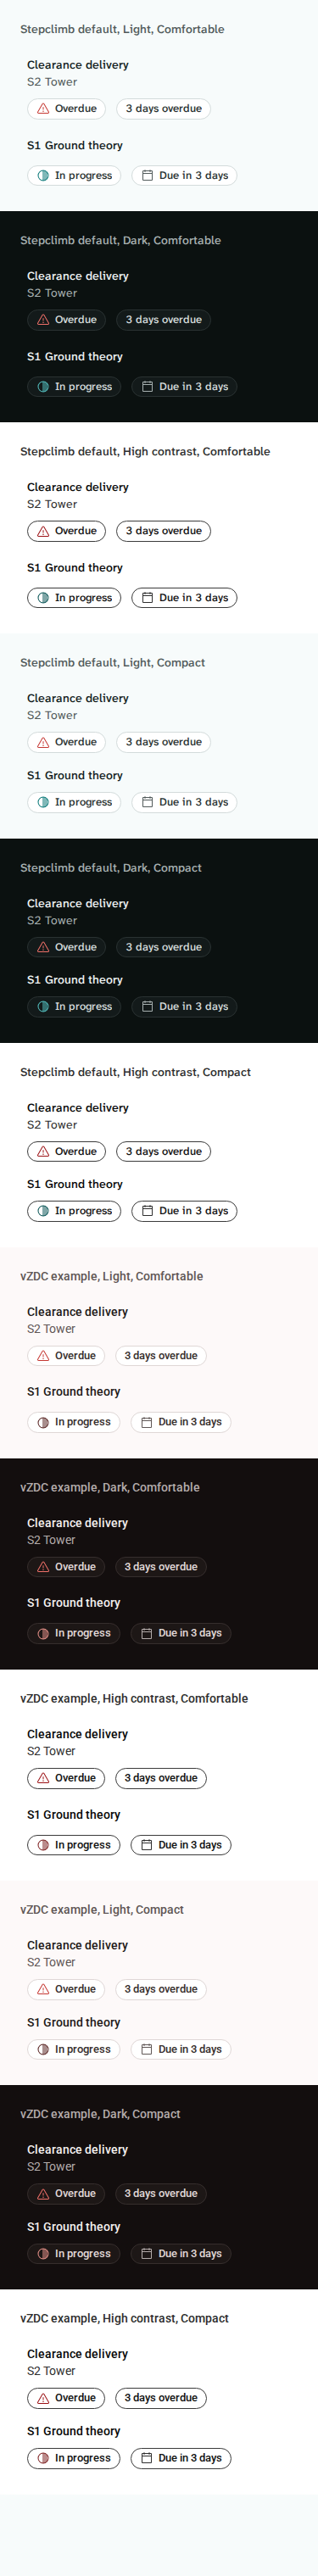 Stepclimb default, Light, Comfortable
Clearance delivery
S2 Tower
Overdue 3 days overdue
S1 Ground theory
In progress Due in 3 days
Stepclimb default, Dark, Comfortable
Clearance delivery
S2 Tower
Overdue 3 days overdue
S1 Ground theory
In progress Due in 3 days
Stepclimb default, High contrast, Comfortable
Clearance delivery
S2 Tower
Overdue 3 days overdue
S1 Ground theory
In progress Due in 3 days
Stepclimb default, Light, Compact
Clearance delivery
S2 Tower
Overdue 3 days overdue
S1 Ground theory
In progress Due in 3 days
Stepclimb default, Dark, Compact
Clearance delivery
S2 Tower
Overdue 3 days overdue
S1 Ground theory
In progress Due in 3 days
Stepclimb default, High contrast, Compact
Clearance delivery
S2 Tower
Overdue 3 days overdue
S1 Ground theory
In progress Due in 3 days
vZDC example, Light, Comfortable
Clearance delivery
S2 Tower
Overdue 3 days overdue
S1 Ground theory
In progress Due in 3 days
vZDC example, Dark, Comfortable
Clearance delivery
S2 Tower
Overdue 3 days overdue
S1 Ground theory
In progress Due in 3 days
vZDC example, High contrast, Comfortable
Clearance delivery
S2 Tower
Overdue 3 days overdue
S1 Ground theory
In progress Due in 3 days
vZDC example, Light, Compact
Clearance delivery
S2 Tower
Overdue 3 days overdue
S1 Ground theory
In progress Due in 3 days
vZDC example, Dark, Compact
Clearance delivery
S2 Tower
Overdue 3 days overdue
S1 Ground theory
In progress Due in 3 days
vZDC example, High contrast, Compact
Clearance delivery
S2 Tower
Overdue 3 days overdue
S1 Ground theory
In progress Due in 3 days